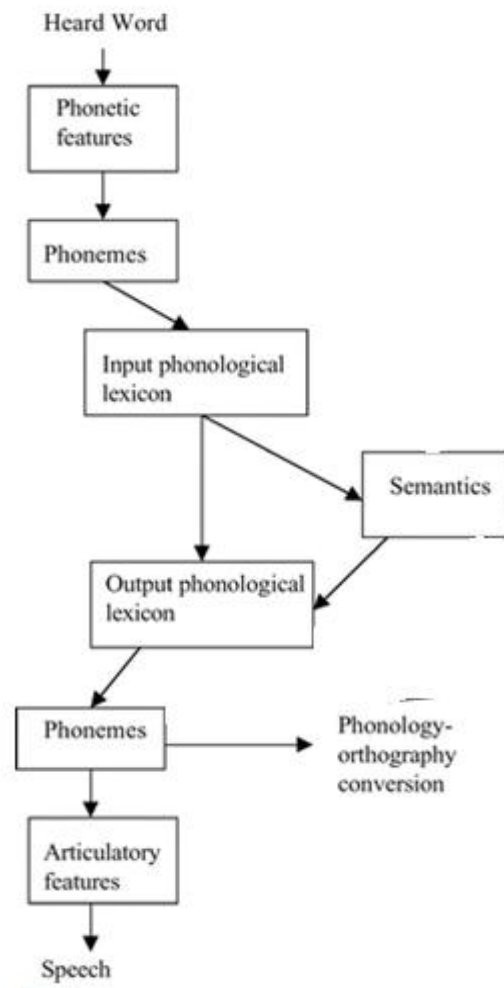 Heard Word
Phonetic
features
Phonemes
Input phonological
lexicon
Semantics
Output phonological
lexicon
Phonemes
Phonology-
orthography
conversion
Articulatory
features
Speech